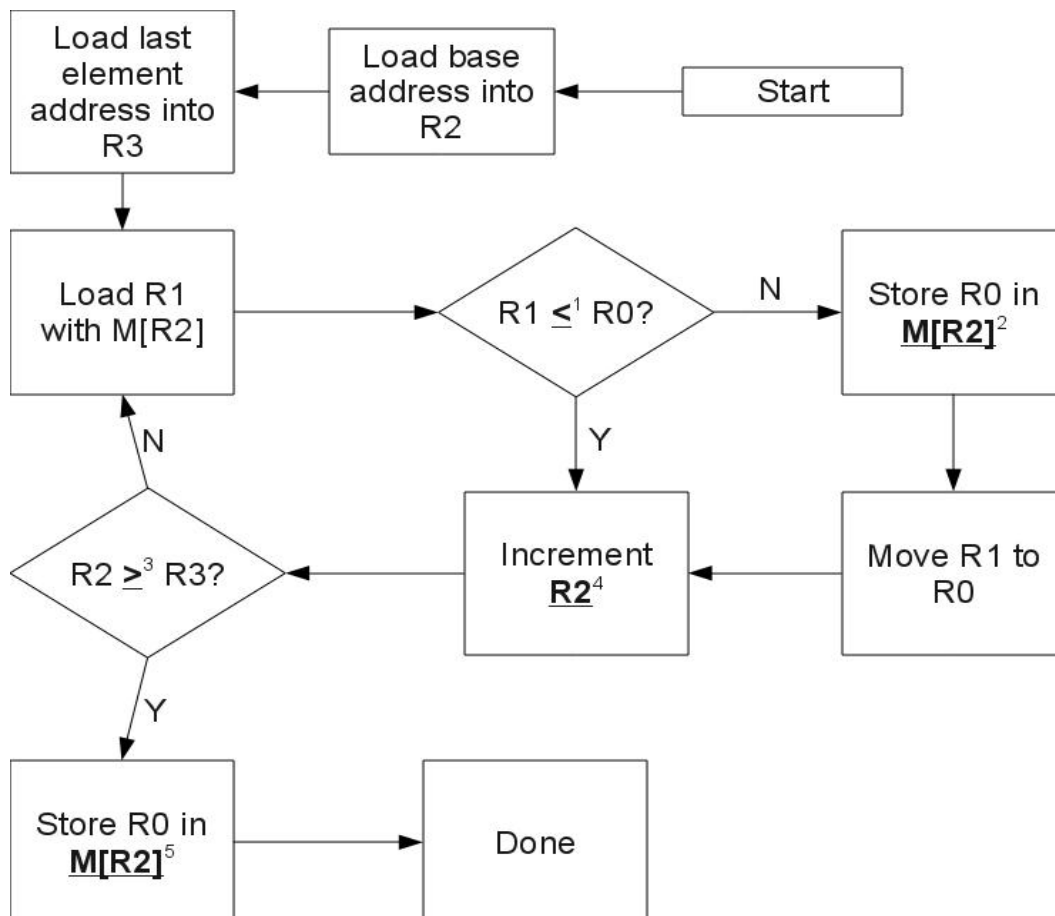 Start
Load base
address into
R2
Load last
element
address into
R3
Load R1
with M[R2]
R1 ≤¹ R0?
N
Store R0 in
M[R2]²
Y
Move R1 to
R0
Increment
R2⁴
R2 ≥³ R3?
N
Y
Store R0 in
M[R2]⁵
Done